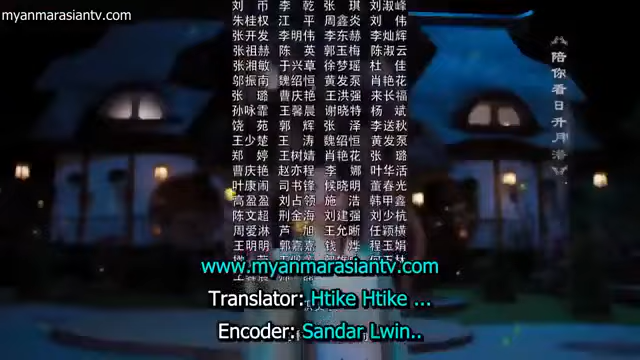 myanmarasiantv.com
刘 币 李 乾 张 琪 刘淑峰
朱桂权 江 平 周鑫炎 刘 伟
张开发 李明伟 李东赫 李灿辉
张祖赫 陈 英 郭玉梅 陈淑云
张湘敏 于兴草 徐梦瑶 杜 佳
邬振南 魏绍恒 黄发泵 肖艳花
张 璐 曹庆艳 王洪强 来长福
孙咏霏 王馨晨 谢晓特 杨 斌
饶 苑 郭 辉 张 泽 李送秋
王少楚 王 涛 魏绍恒 黄发泵
郑 婷 王树婧 肖艳花 张 璐
曹庆艳 赵亦程 李 娜 叶华活
叶康闹 司书锋 候晓明 董春光
高盈盈 刘占领 施 浩 韩甲鑫
陈文超 邢金海 刘建强 刘少杭
周爱淋 芦 旭 王允晰 任颖横
王明明 郭嘉嘉 钱 烨 程玉娟
陪你看日升月落
www.myanmarasiantv.com
Translator: Htike Htike ...
Encoder: Sandar Lwin..